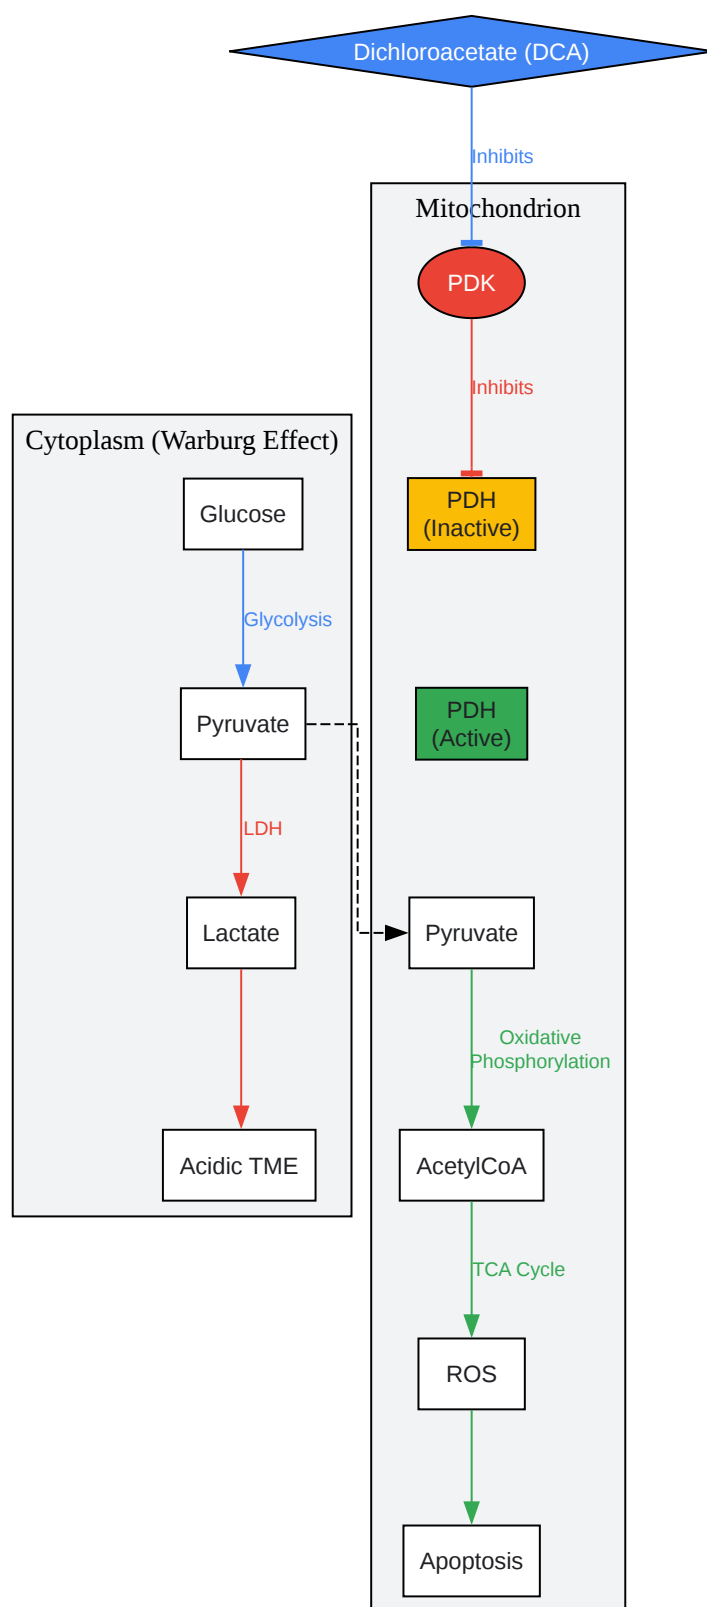 Dichloroacetate (DCA)
Inhibits
Mitochondrion
PDK
Inhibits
Cytoplasm (Warburg Effect)
Glucose
PDH
(Inactive)
Glycolysis
Pyruvate
PDH
(Active)
LDH
Lactate
Pyruvate
Oxidative
Phosphorylation
Acidic TME
AcetylCoA
TCA Cycle
ROS
Apoptosis